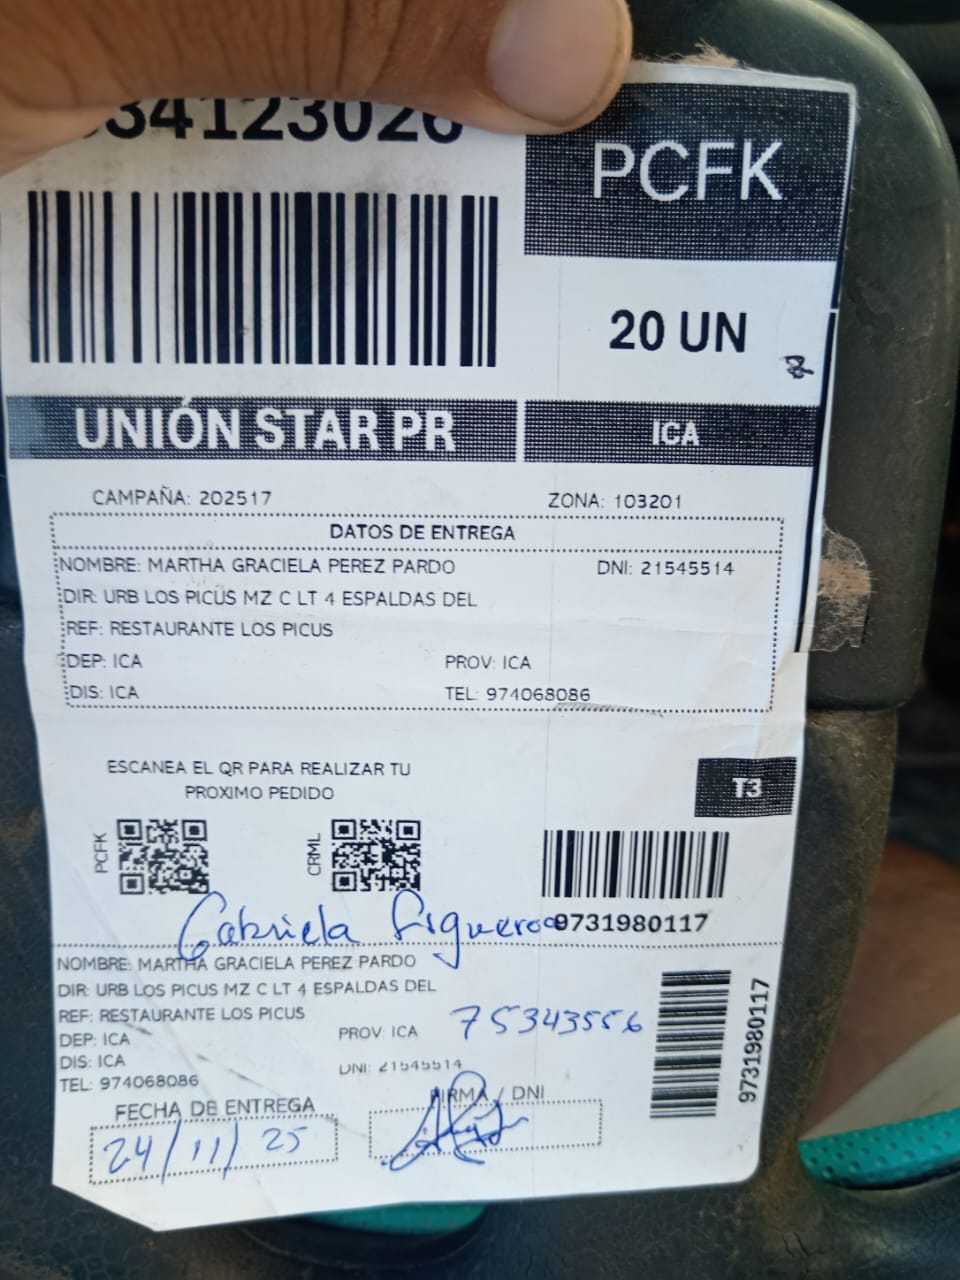 34123026
PCFK
20 UN
UNIÓN STAR PR
ICA
CAMPAÑA: 202517
ZONA: 103201
DATOS DE ENTREGA
NOMBRE: MARTHA GRACIELA PEREZ PARDO DNI: 21545514
DIR: URB LOS PICUS MZ C LT 4 ESPALDAS DEL
REF: RESTAURANTE LOS PICUS
DEP: ICA PROV: ICA
DIS: ICA TEL: 974068086
ESCANEA EL QR PARA REALIZAR TU
PROXIMO PEDIDO
T3
PCFK
CRML
Gabriela Figueroa
9731980117
NOMBRE: MARTHA GRACIELA PEREZ PARDO
DIR: URB LOS PICUS MZ C LT 4 ESPALDAS DEL
REF: RESTAURANTE LOS PICUS
75343556
DEP: ICA PROV: ICA
DIS: ICA DNI: 21545514
TEL: 974068086
9731980117
FECHA DE ENTREGA
FIRMA / DNI
24/11/25